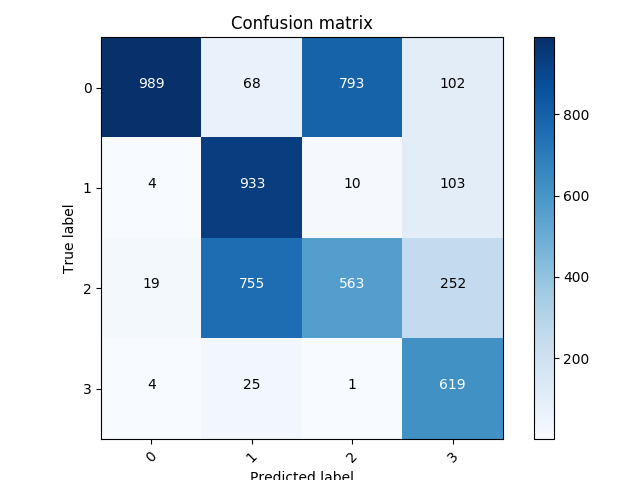 Confusion matrix
0 989 68 793 102
1 4 933 10 103
2 19 755 563 252
3 4 25 1 619
0 1 2 3
True label
Predicted label
800
600
400
200